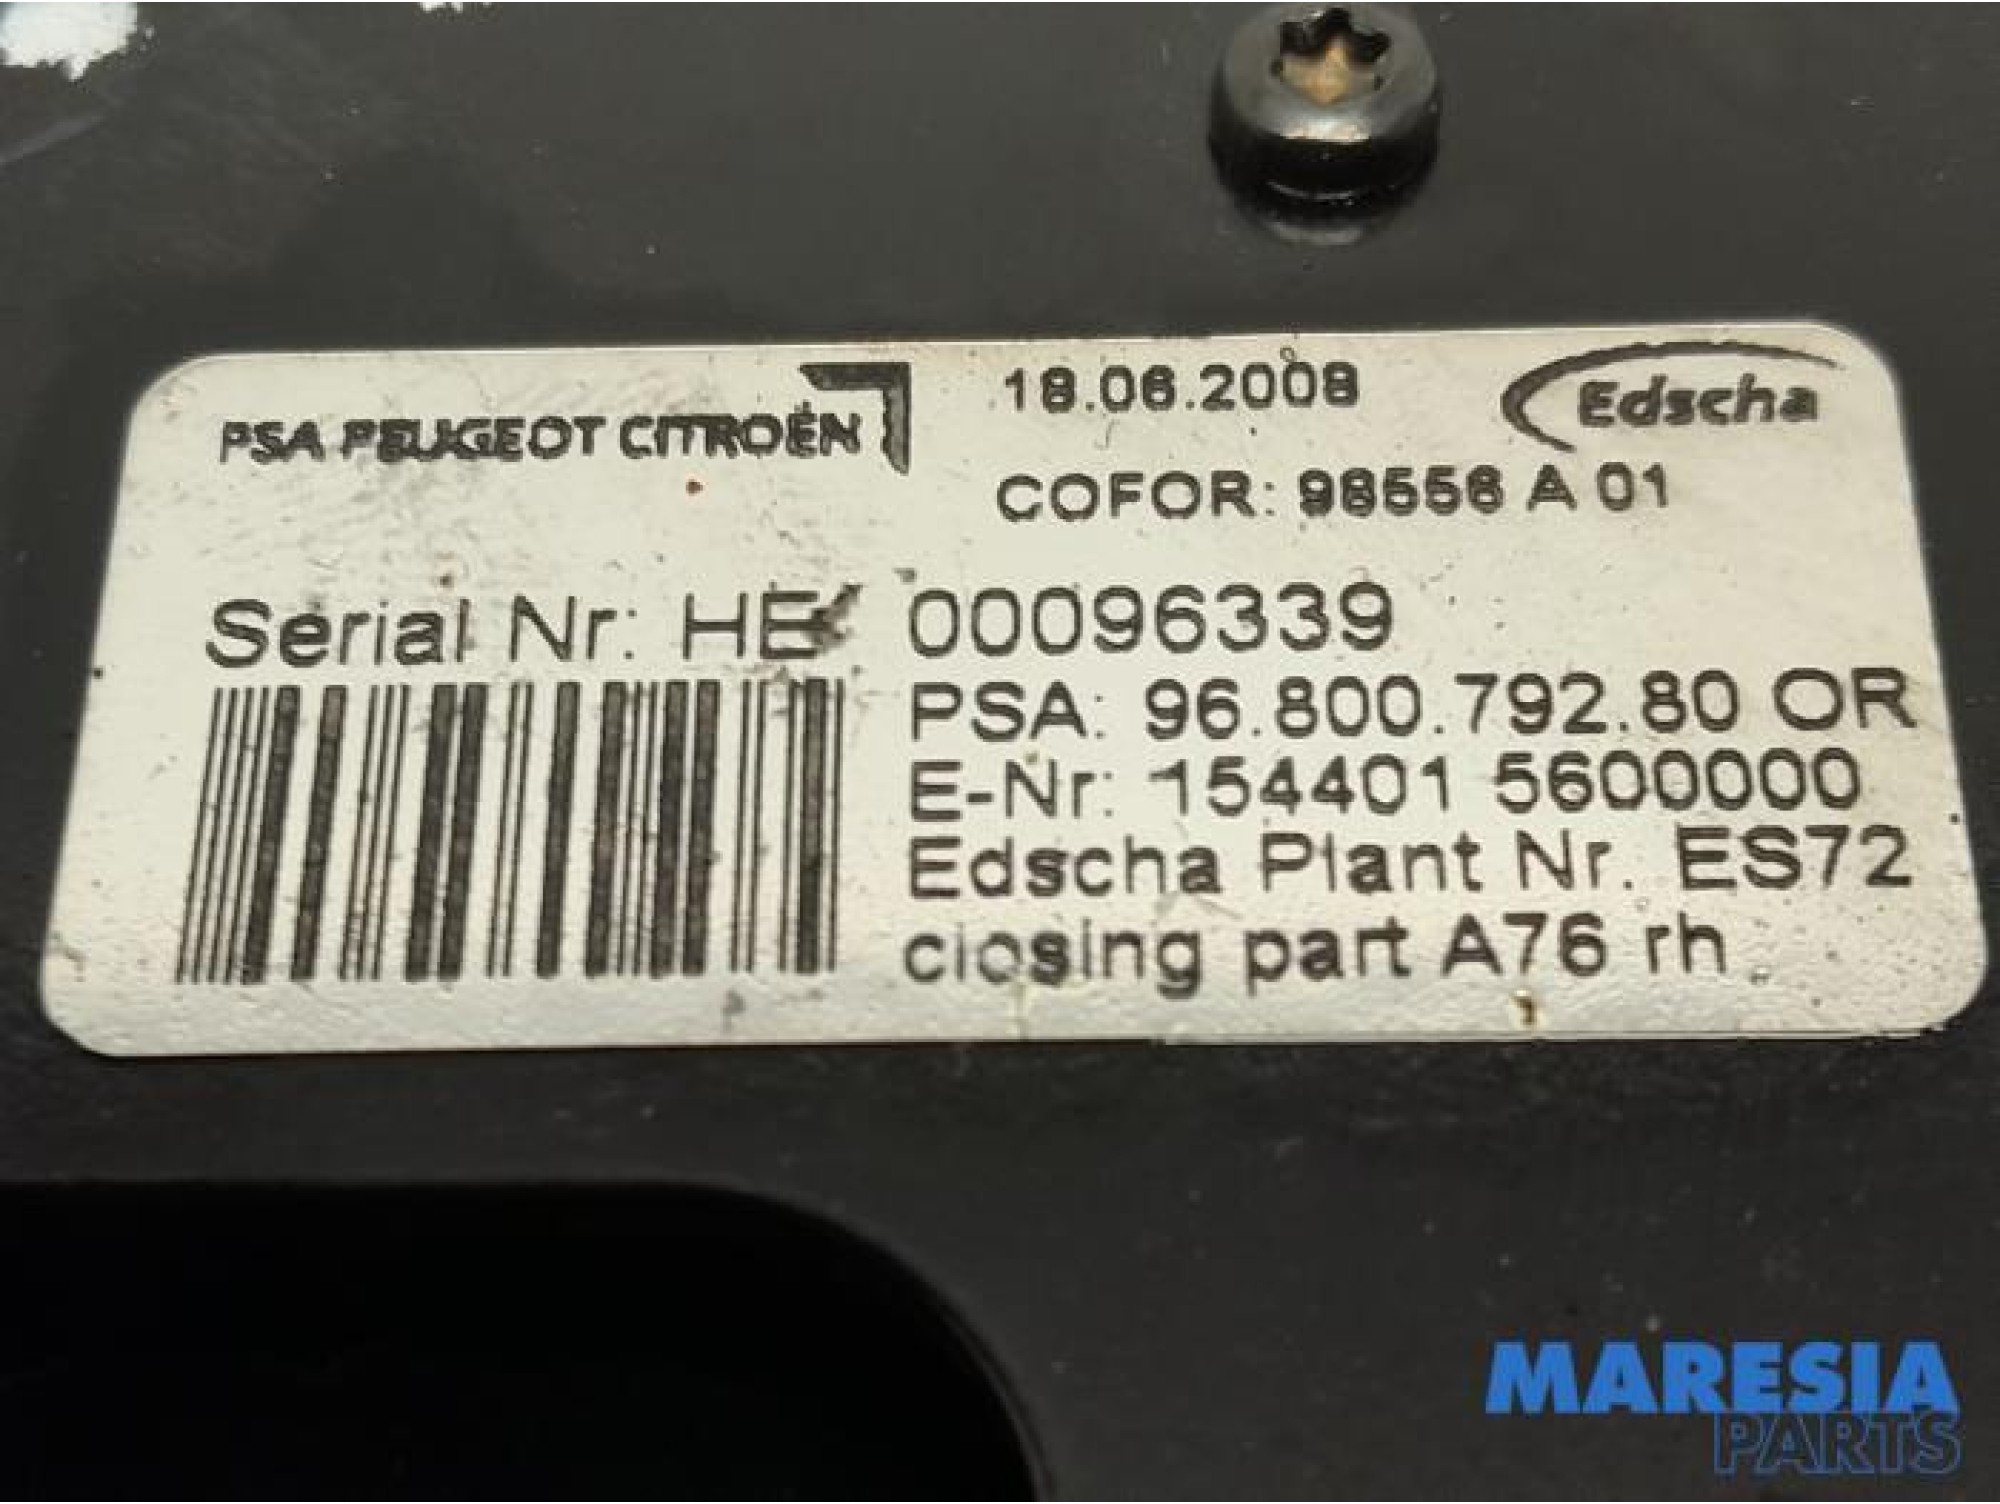 PSA PEUGEOT CITROËN
18.06.2008
Edscha
COFOR: 98556 A 01
Serial Nr: HE 00096339
PSA: 96.800.792.80 OR
E-Nr: 154401 5600000
Edscha Plant Nr. ES72
closing part A76 rh
MARESIA
PARTS